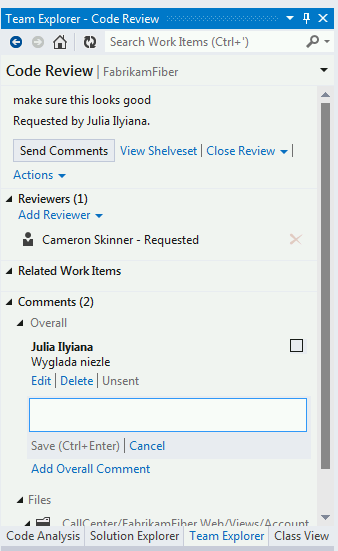 Team Explorer - Code Review
Search Work Items (Ctrl+')
Code Review | FabrikamFiber
make sure this looks good
Requested by Julia Ilyiana.
Send Comments View Shelveset | Close Review |
Actions
Reviewers (1)
Add Reviewer
Cameron Skinner - Requested
Related Work Items
Comments (2)
Overall
Julia Ilyiana
Wyglada niezle
Edit | Delete | Unsent
Save (Ctrl+Enter) | Cancel
Add Overall Comment
Files
CallCenter/FabrikamFiber.Web/Views/Account
Code Analysis Solution Explorer Team Explorer Class View